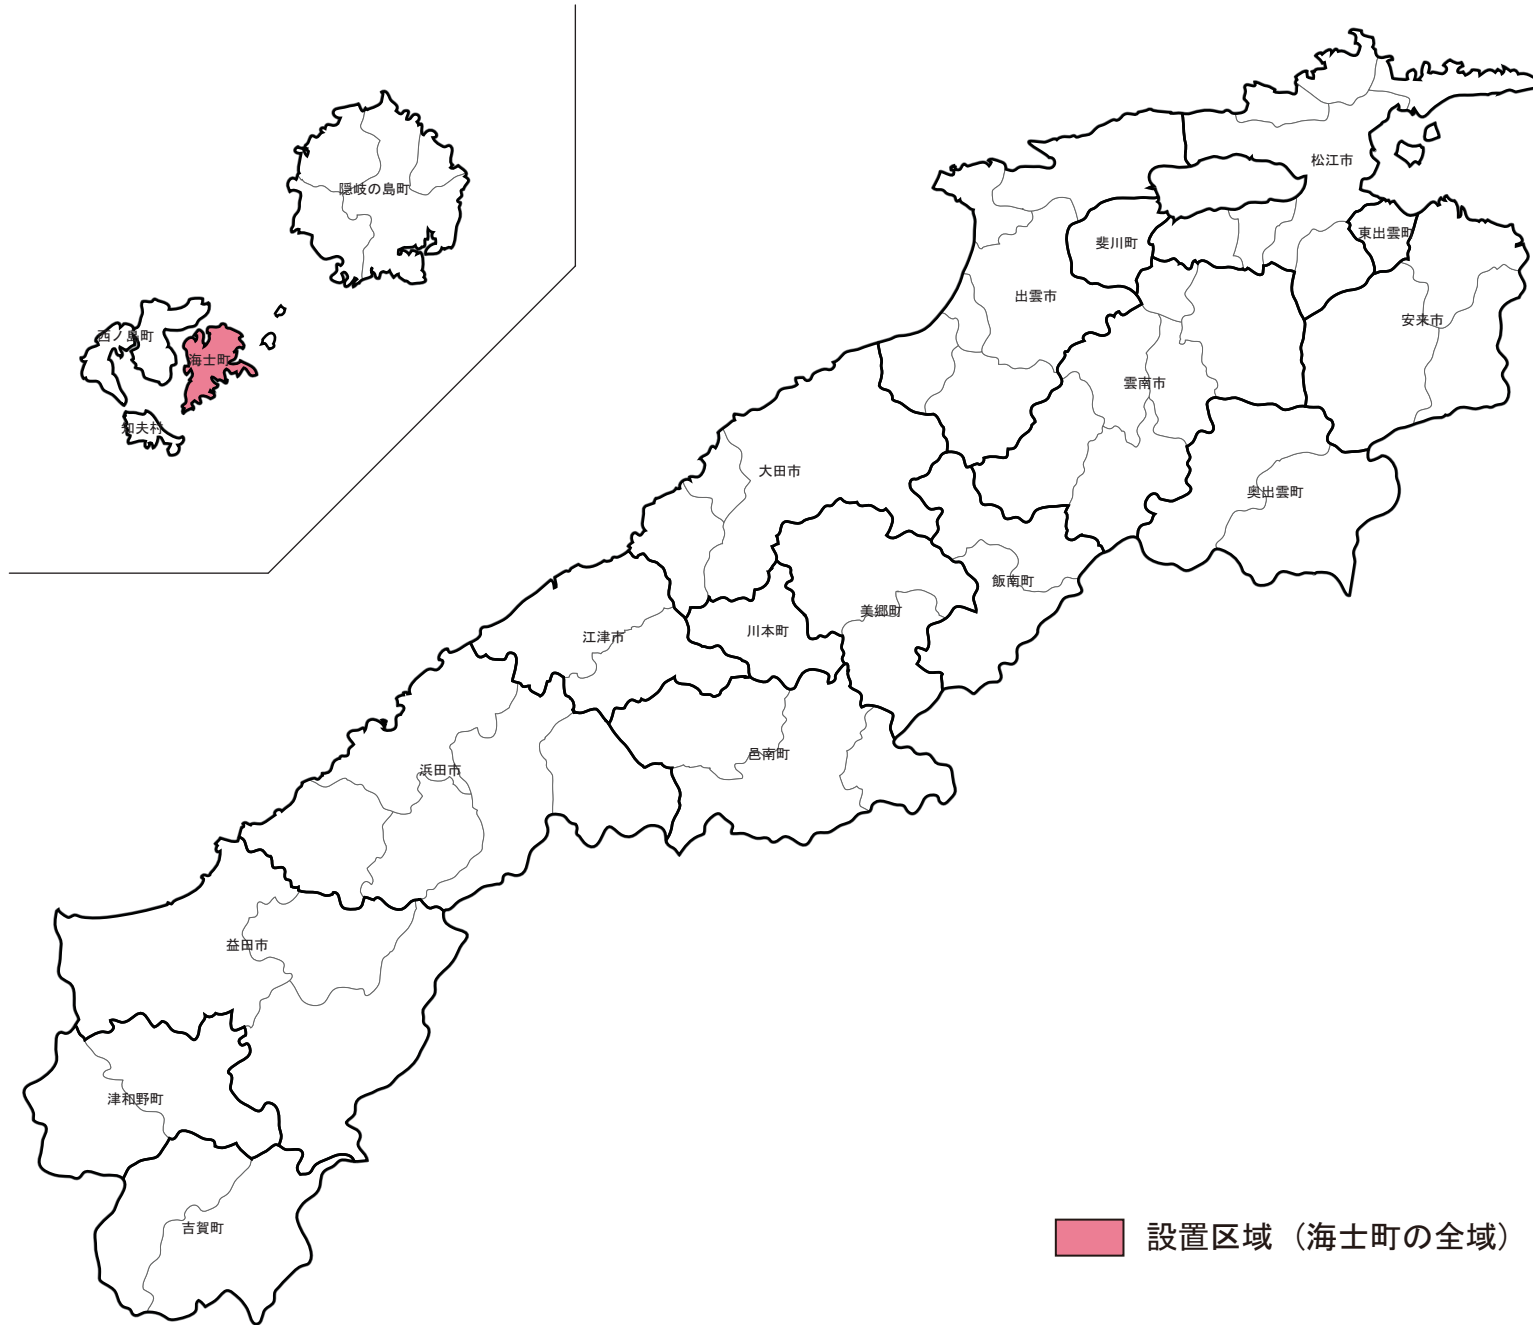 松江市
隠岐の島町
東出雲町
斐川町
出雲市
安来市
西ノ島町
海士町
雲南市
知夫村
大田市
奥出雲町
飯南町
美郷町
川本町
江津市
邑南町
浜田市
益田市
津和野町
吉賀町
設置区域（海士町の全域）